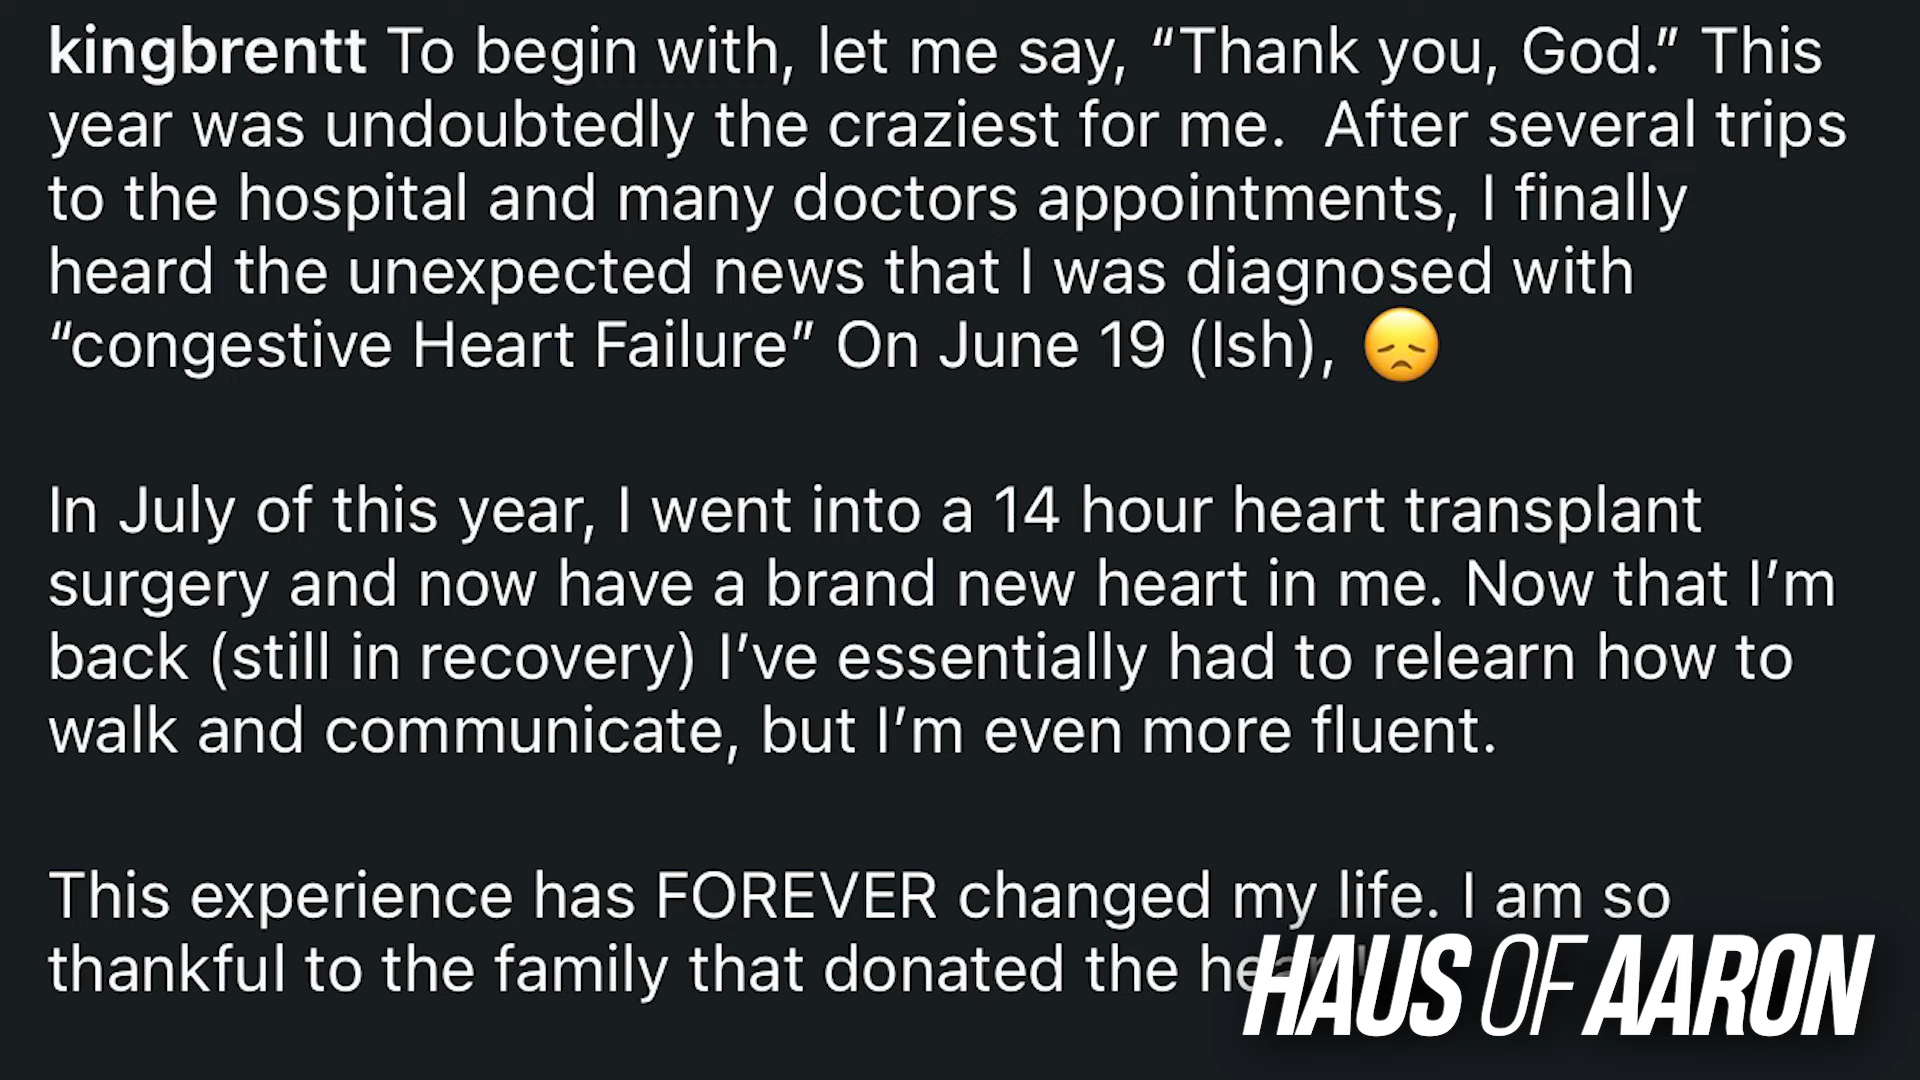 kingbrentt To begin with, let me say, “Thank you, God.” This
year was undoubtedly the craziest for me.  After several trips
to the hospital and many doctors appointments, I finally
heard the unexpected news that I was diagnosed with
“congestive Heart Failure” On June 19 (Ish), 😞
In July of this year, I went into a 14 hour heart transplant
surgery and now have a brand new heart in me. Now that I’m
back (still in recovery) I’ve essentially had to relearn how to
walk and communicate, but I’m even more fluent.
This experience has FOREVER changed my life. I am so
thankful to the family that donated the
HAUS OF AARON